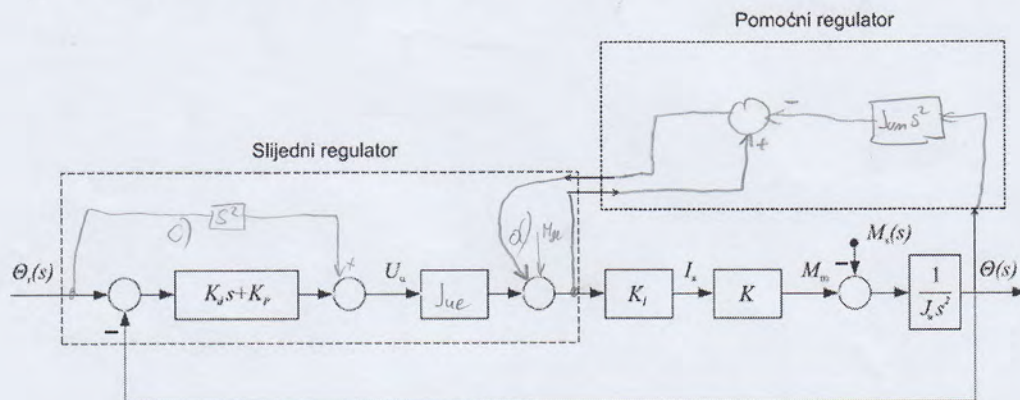 Pomoćni regulator
− J_um s²
+
Slijedni regulator
c) s²
+
d) M_st
Θ_r(s) K_d s+K_P U_u J_ue K_i I_a K M_m − M_s(s) 1/(J_u s²) Θ(s)
−